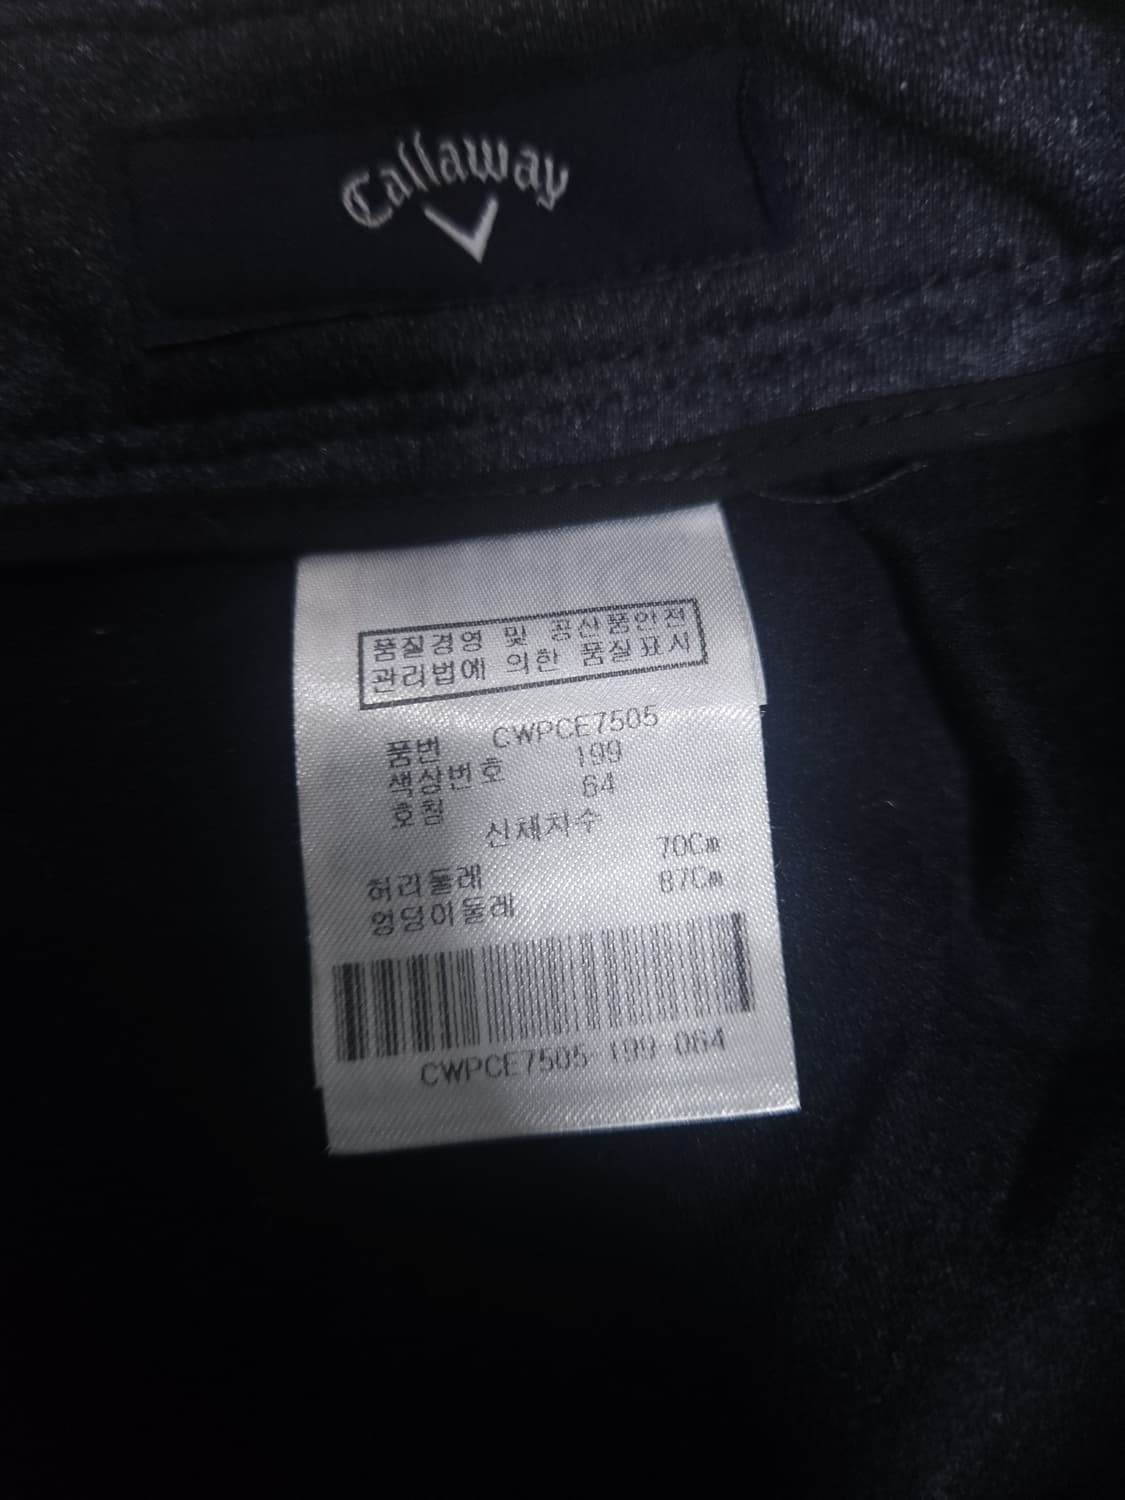 Callaway
품질경영 및 공산품안전
관리법에 의한 품실표시
품번 CWPCE7505
색상번호 199
호칭 64
신체치수
허리둘레 70Cm
엉덩이둘레 87Cm
CWPCE7505-199-064